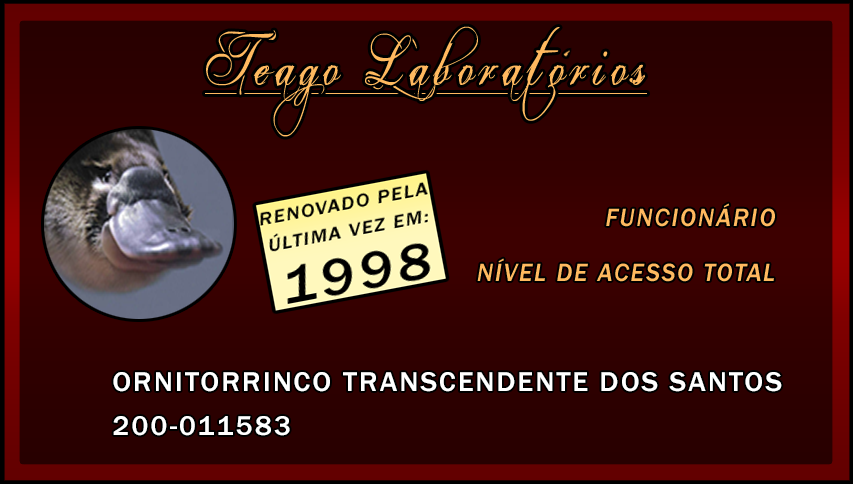 Teago Laboratórios
RENOVADO PELA
ÚLTIMA VEZ EM:
1998
FUNCIONÁRIO
NÍVEL DE ACESSO TOTAL
ORNITORRINCO TRANSCENDENTE DOS SANTOS
200-011583